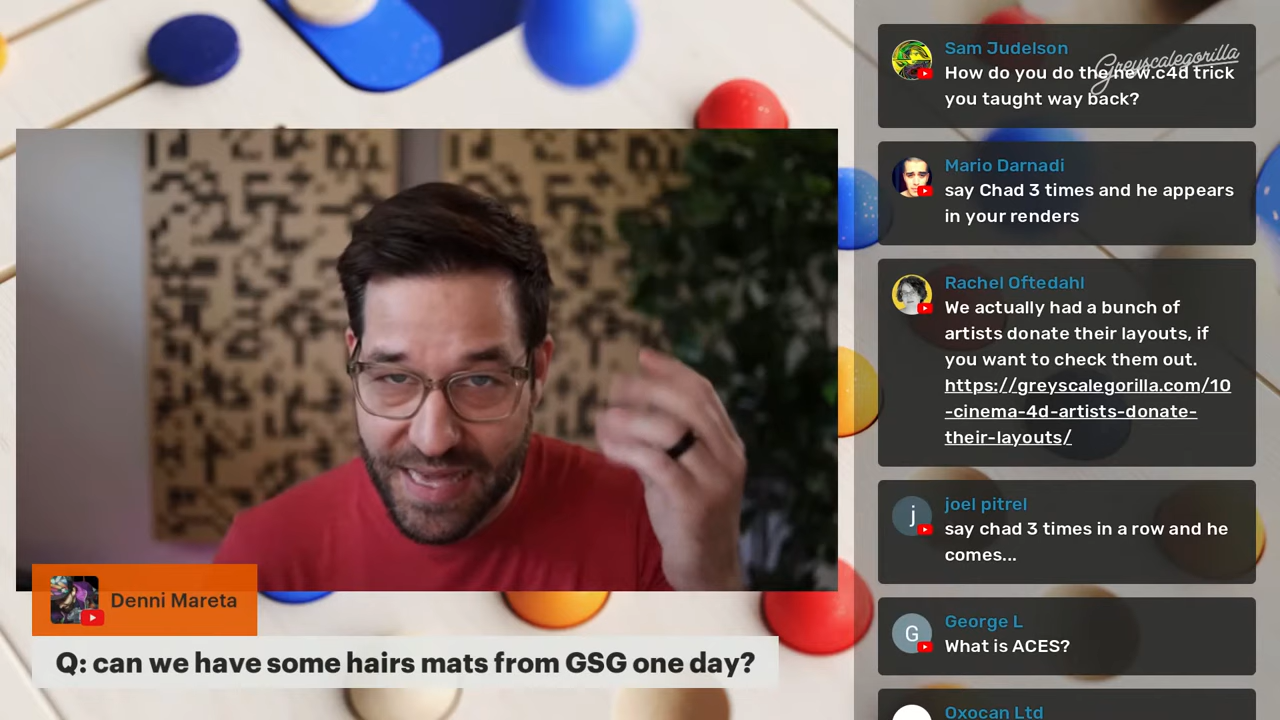 Sam Judelson
Greyscalegorilla
How do you do the new.c4d trick
you taught way back?
Mario Darnadi
say Chad 3 times and he appears
in your renders
Rachel Oftedahl
We actually had a bunch of
artists donate their layouts, if
you want to check them out.
https://greyscalegorilla.com/10
-cinema-4d-artists-donate-
their-layouts/
j
joel pitrel
say chad 3 times in a row and he
comes...
G
George L
What is ACES?
Oxocan Ltd
Denni Mareta
Q: can we have some hairs mats from GSG one day?